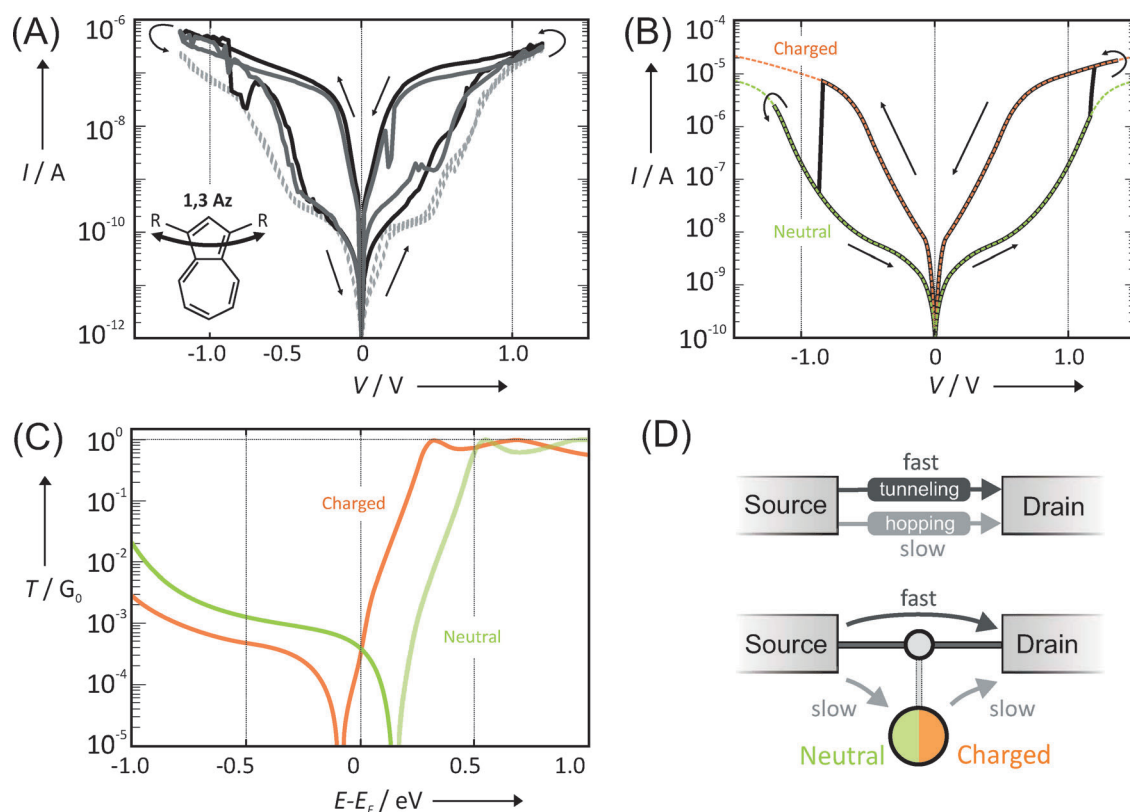 (A)
10⁻⁶
10⁻⁸
10⁻¹⁰
10⁻¹²
I / A
1,3 Az
R R
-1.0 -0.5 0 1.0
V / V
(B)
10⁻⁴
10⁻⁵
10⁻⁶
10⁻⁷
10⁻⁸
10⁻⁹
10⁻¹⁰
I / A
Charged
Neutral
-1.0 0 1.0
V / V
(C)
10⁰
10⁻¹
10⁻²
10⁻³
10⁻⁴
10⁻⁵
T / G₀
Charged
Neutral
-1.0 -0.5 0 0.5 1.0
E-E_F / eV
(D)
fast
Source tunneling Drain
hopping
slow
fast
Source Drain
slow slow
Neutral Charged